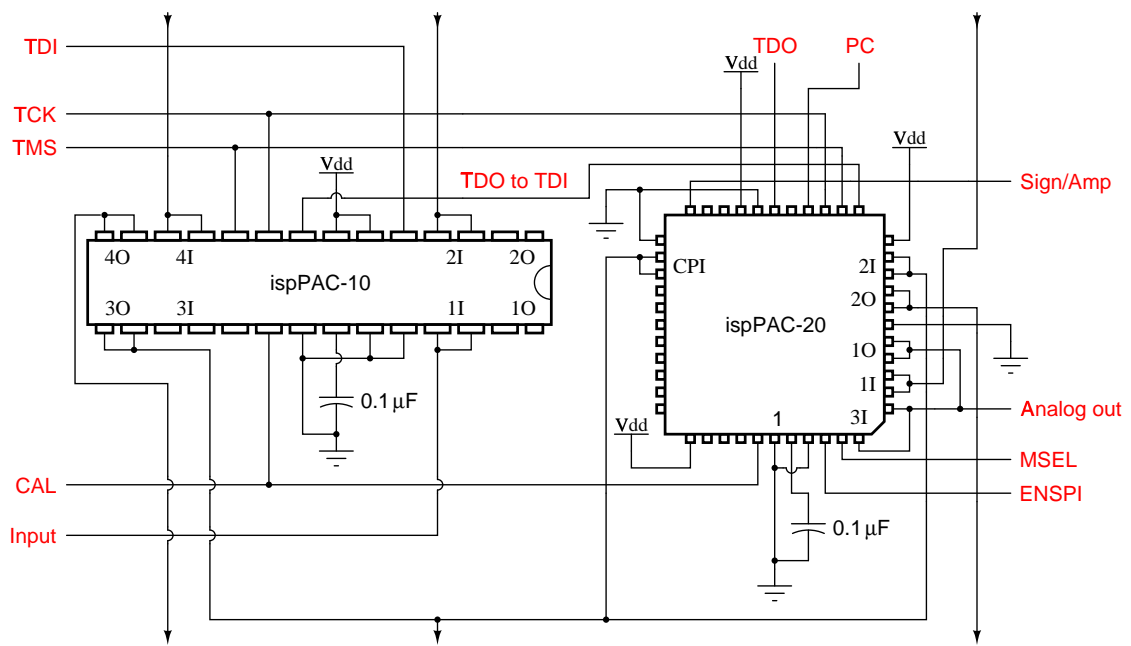 TDI
TDO
PC
Vdd
TCK
TMS
Vdd
Vdd
TDO to TDI
Sign/Amp
4O
4I
2I
2O
ispPAC-10
3O
3I
1I
1O
CPI
2I
2O
ispPAC-20
1O
1I
3I
1
0.1 µF
Analog out
Vdd
MSEL
CAL
ENSPI
Input
0.1 µF